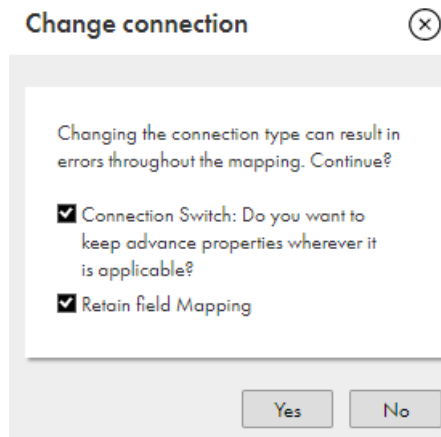 Change connection
Changing the connection type can result in
errors throughout the mapping. Continue?
Connection Switch: Do you want to
keep advance properties wherever it
is applicable?
Retain field Mapping
Yes No